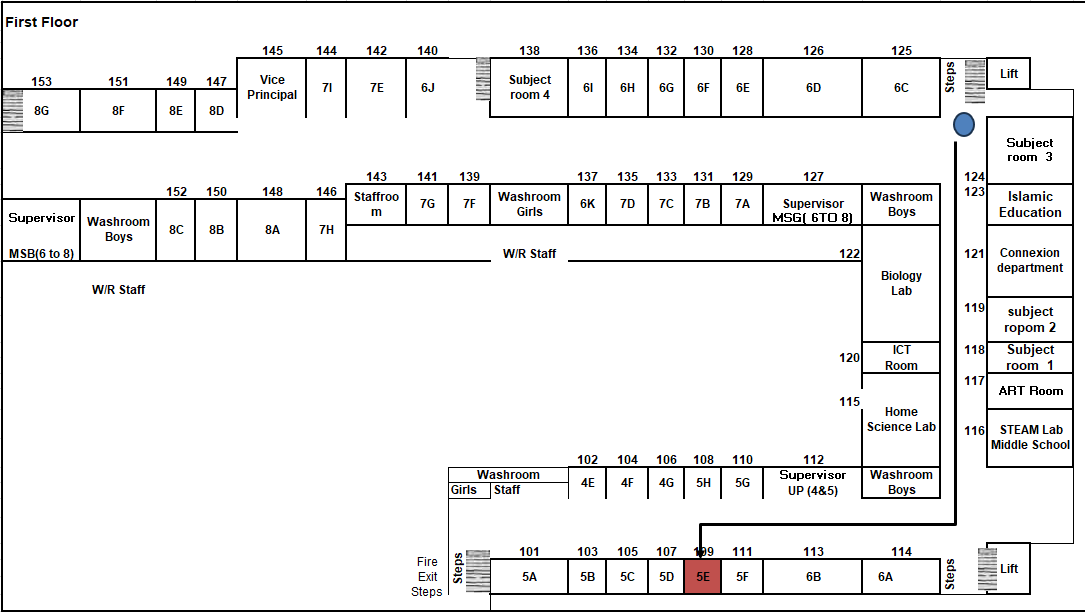 First Floor
145 144 142 140 138 136 134 132 130 128 126 125
153 151 149 147
Vice
Principal
7I 7E 6J
Subject
room 4
6I 6H 6G 6F 6E 6D 6C
Steps
Lift
8G 8F 8E 8D
Subject
room 3
124
143 141 139 137 135 133 131 129 127
123
152 150 148 146
Staffroo
m
7G 7F
Washroom
Girls
6K 7D 7C 7B 7A
Supervisor
MSG( 6TO 8)
Washroom
Boys
Islamic
Education
Supervisor
MSB(6 to 8)
Washroom
Boys
8C 8B 8A 7H
W/R Staff
122
121
Connexion
department
W/R Staff
Biology
Lab
119
subject
ropom 2
120
ICT
Room
118
Subject
room 1
117
ART Room
115
Home
Science Lab
116
STEAM Lab
Middle School
102 104 106 108 110 112
Washroom
Girls Staff
4E 4F 4G 5H 5G
Supervisor
UP (4&5)
Washroom
Boys
101 103 105 107 109 111 113 114
Fire
Exit
Steps
Steps
5A 5B 5C 5D 5E 5F 6B 6A
Steps
Lift